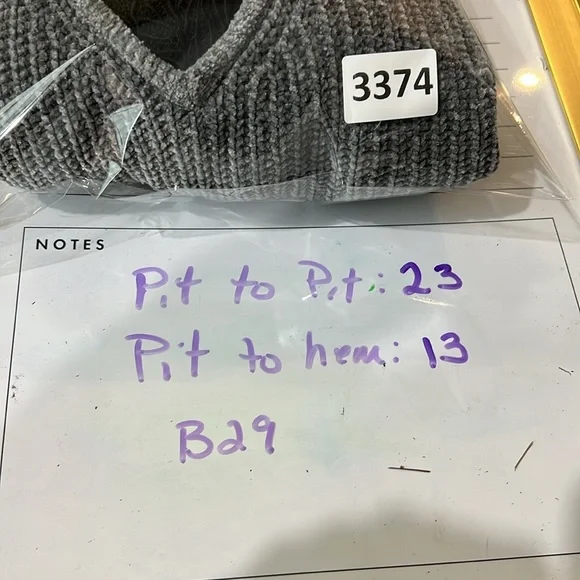 3374
NOTES
Pit to Pit: 23
Pit to hem: 13
B29